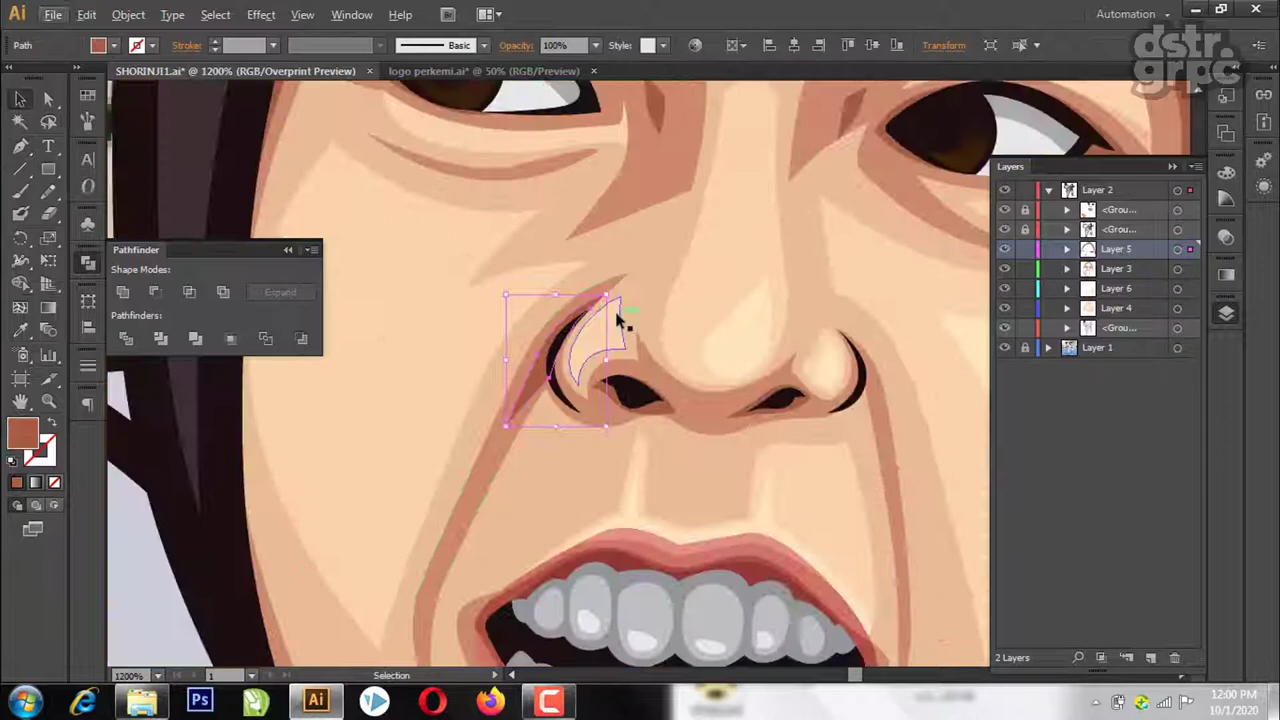 Ai File Edit Object Type Select Effect View Window Help Br Automation
Path Stroke: Basic Opacity: 100% Style: Transform
dstr.
grpc
SHORINJI1.ai* @ 1200% (RGB/Overprint Preview) × logo perkemi.ai* @ 50% (RGB/Preview) ×
Layers
Layer 2
<Grou...
<Grou...
Layer 5
Layer 3
Layer 6
Layer 4
<Grou...
Layer 1
Pathfinder
Shape Modes:
Expand
Pathfinders:
2 Layers
1200% 1 Selection
Ps Ai
12:00 PM
10/1/2020